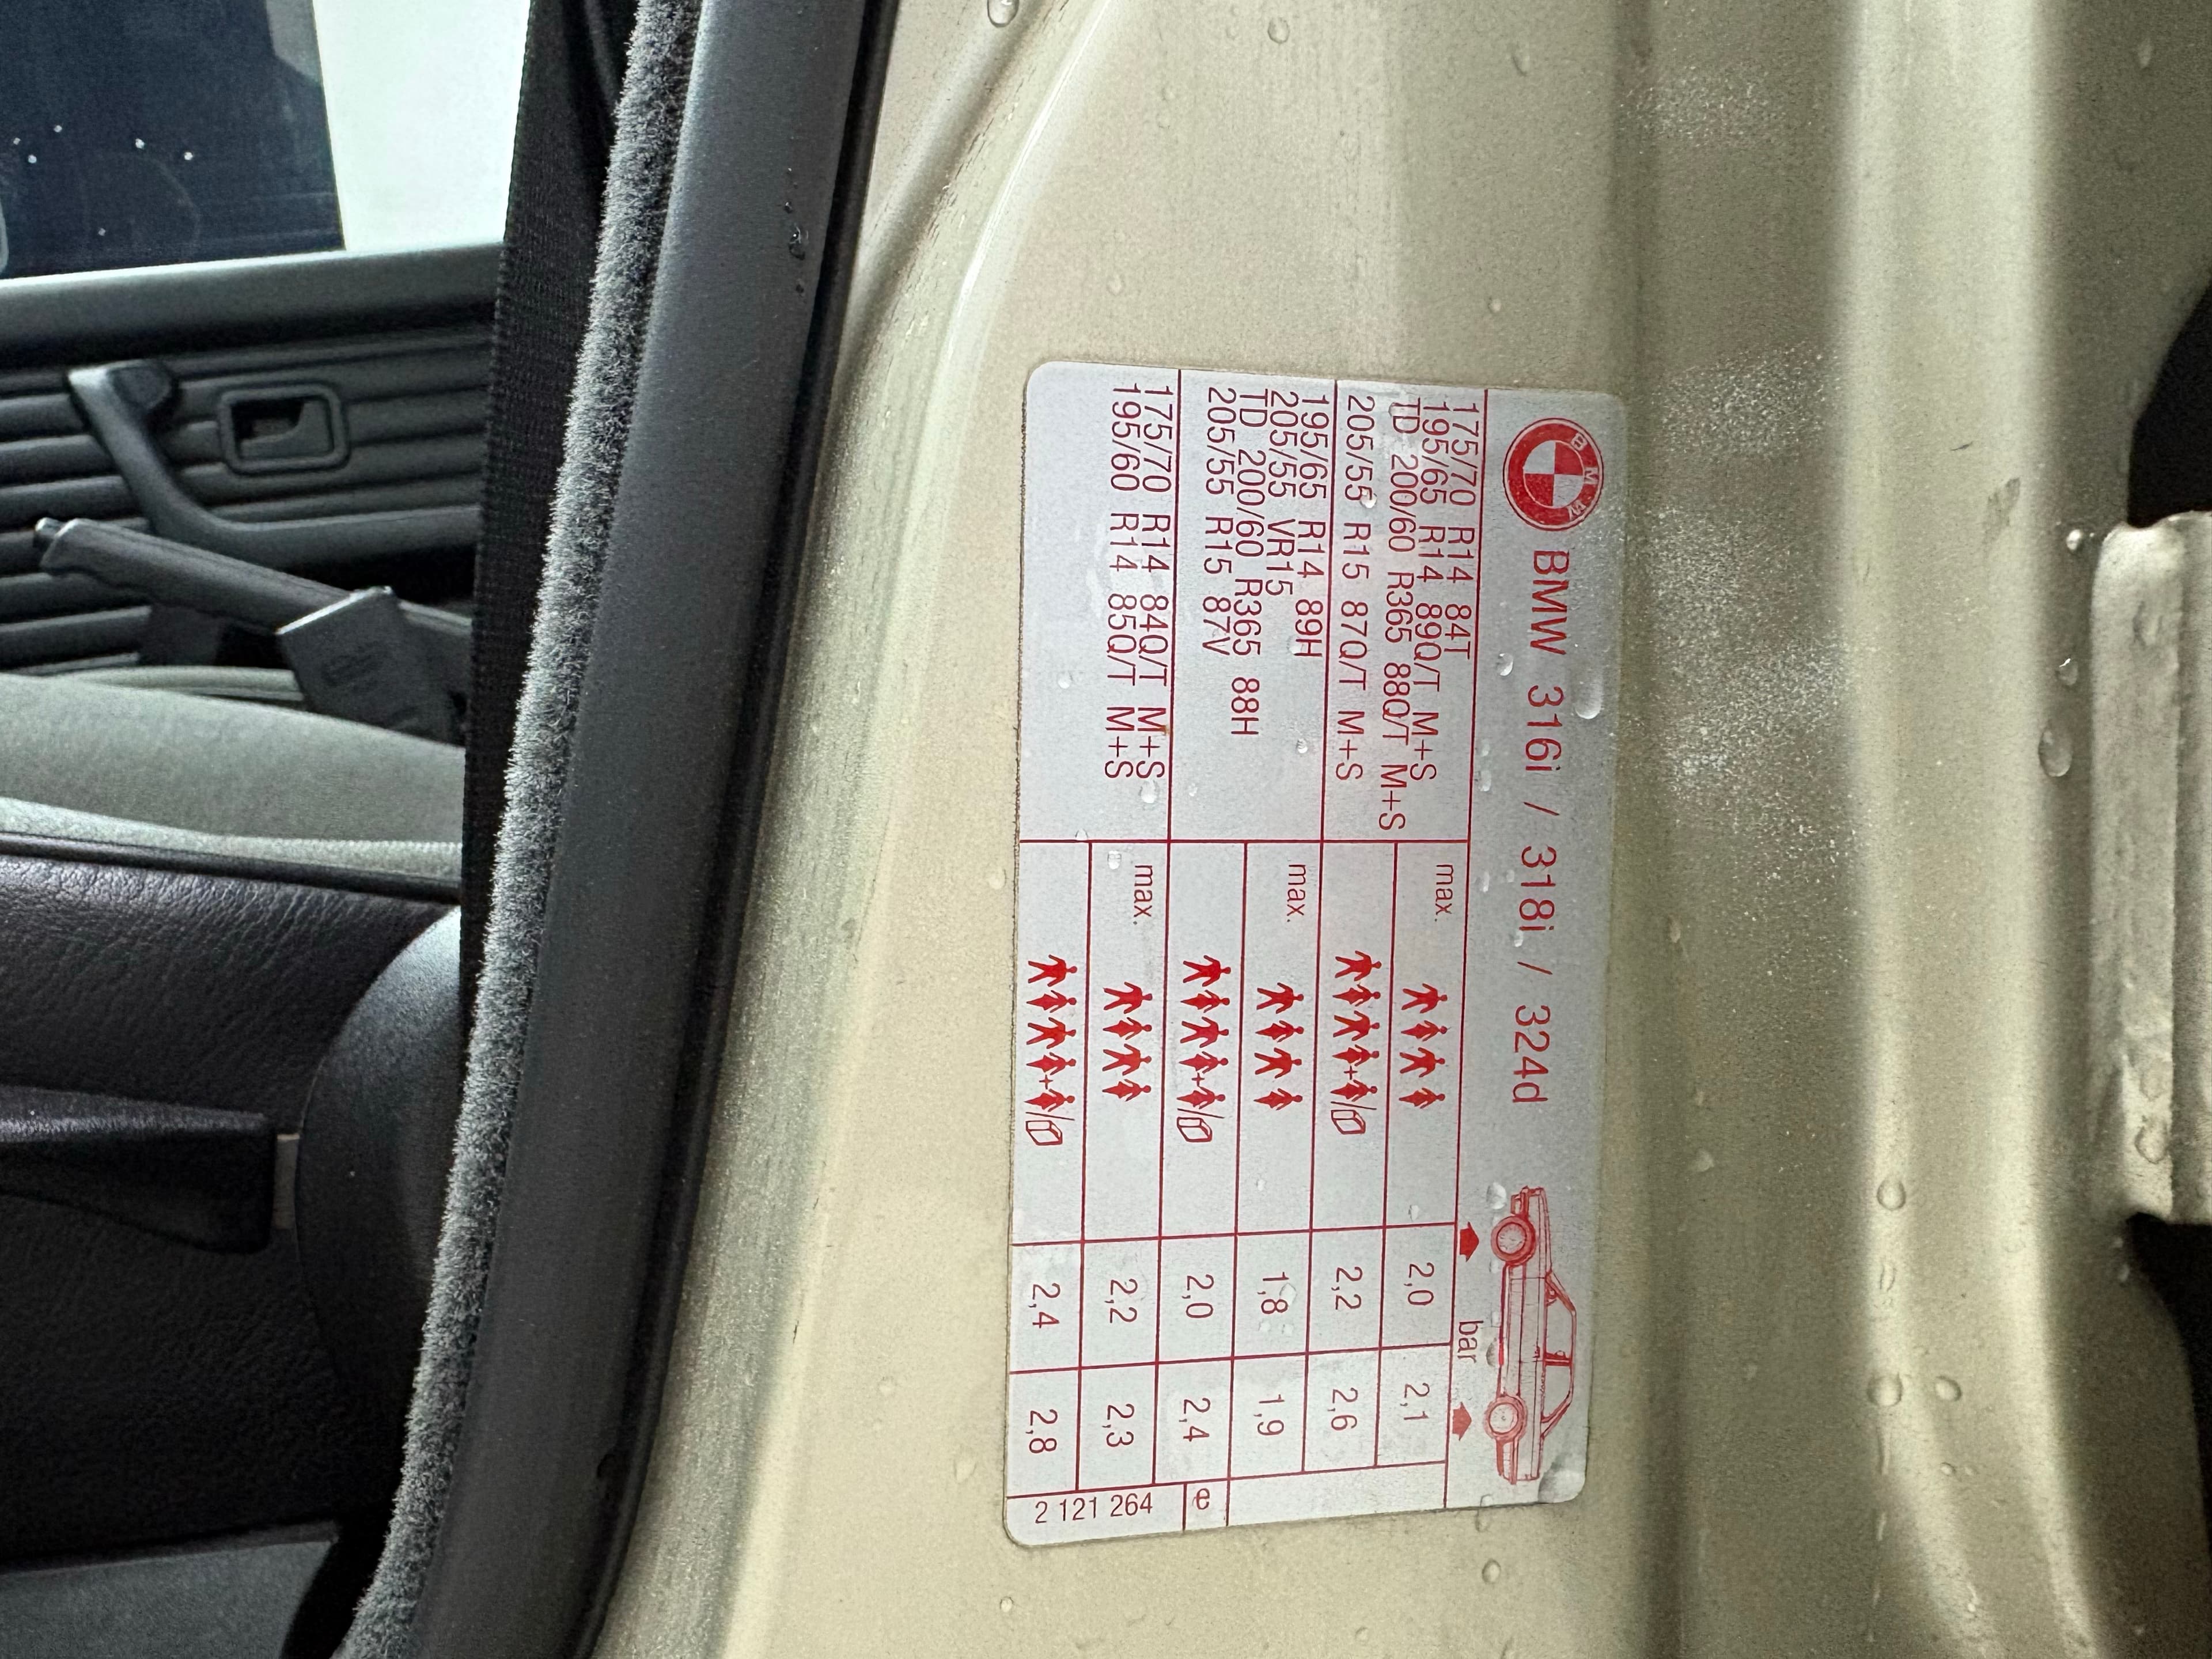 BMW BMW 316i / 318i / 324d
bar
175/70 R14 84T
195/65 R14 89Q/T M+S
TD 200/60 R365 88Q/T M+S
205/55 R15 87Q/T M+S
max. 2,0 2,1
+ / 2,2 2,6
195/65 R14 89H
205/55 VR15
TD 200/60 R365 88H
205/55 R15 87V
max. 1,8 1,9
+ / 2,0 2,4
175/70 R14 84Q/T M+S
195/60 R14 85Q/T M+S
max. 2,2 2,3
+ / 2,4 2,8
e
2 121 264